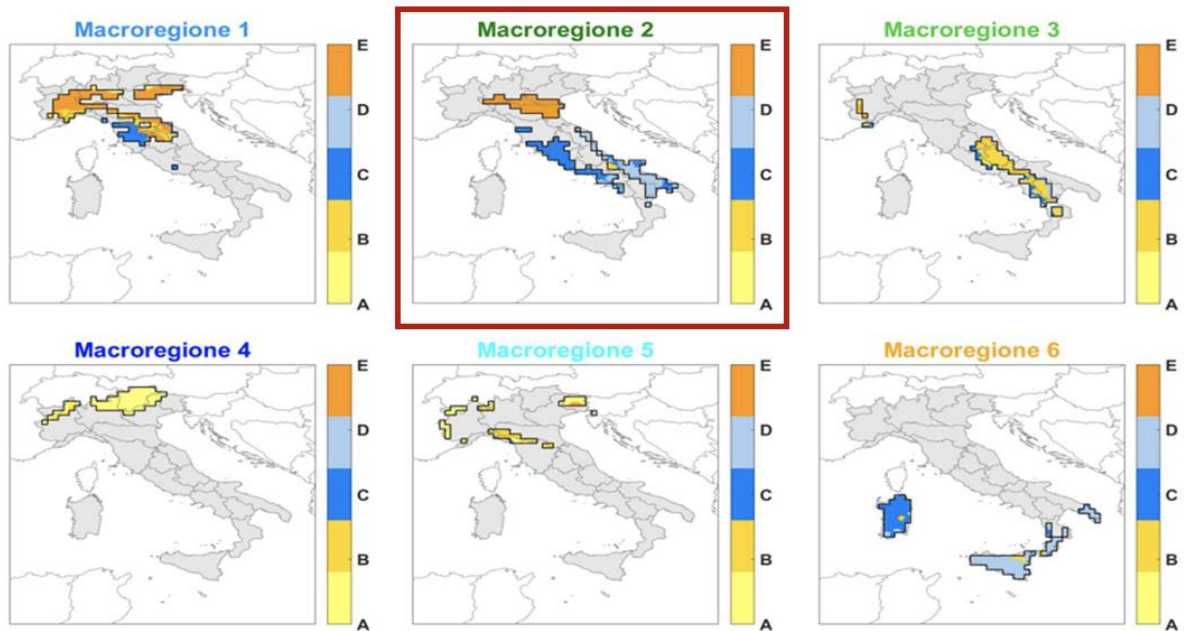 Macroregione 1
E
D
C
B
A
Macroregione 2
E
D
C
B
A
Macroregione 3
E
D
C
B
A
Macroregione 4
E
D
C
B
A
Macroregione 5
E
D
C
B
A
Macroregione 6
E
D
C
B
A